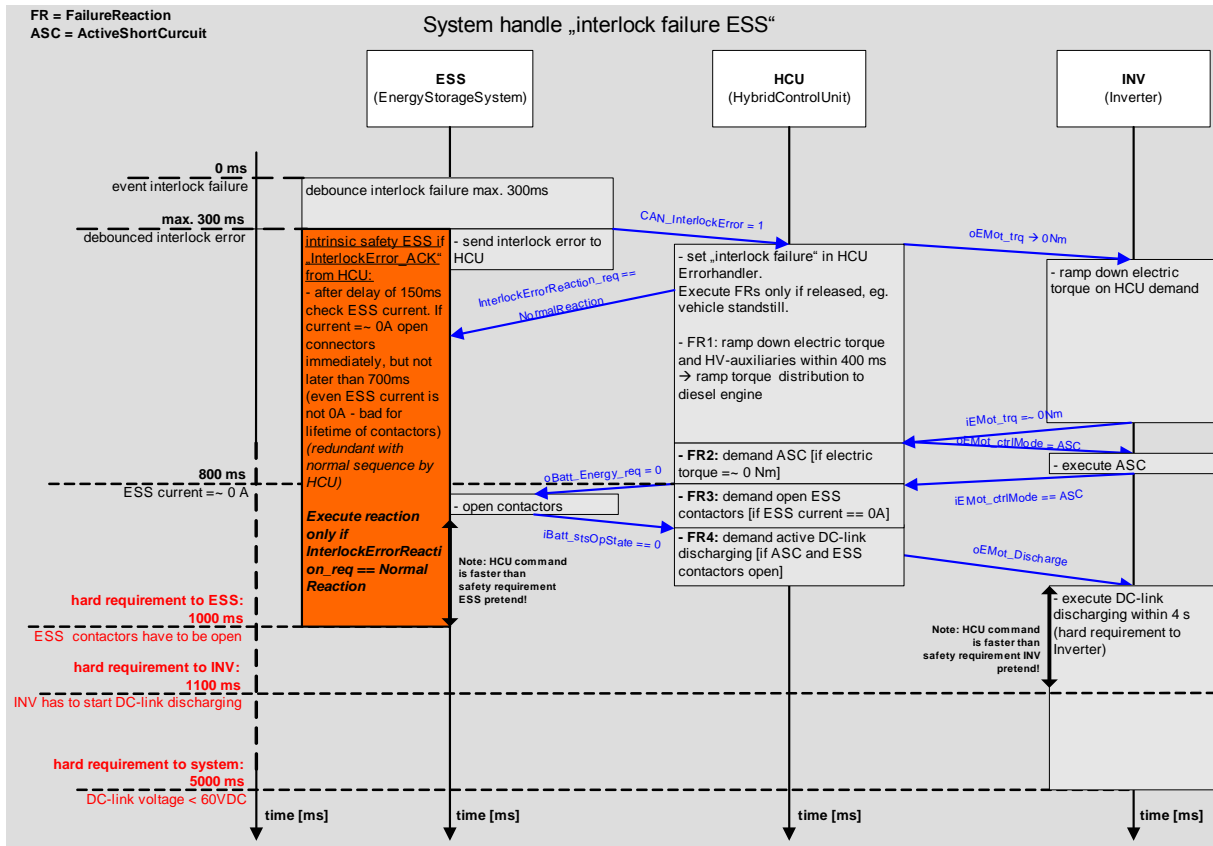 FR = FailureReaction
ASC = ActiveShortCurcuit
System handle „interlock failure ESS“
ESS
(EnergyStorageSystem)
HCU
(HybridControlUnit)
INV
(Inverter)
0 ms
event interlock failure
debounce interlock failure max. 300ms
max. 300 ms
debounced interlock error
intrinsic safety ESS if
„InterlockError_ACK“
from HCU:
- after delay of 150ms
check ESS current. If
current =~ 0A open
connectors
immediately, but not
later than 700ms
(even ESS current is
not 0A - bad for
lifetime of contactors)
(redundant with
normal sequence by
HCU)
Execute reaction
only if
InterlockErrorReacti
on_req == Normal
Reaction
- send interlock error to
HCU
CAN_InterlockError = 1
InterlockErrorReaction_req ==
NormalReaction
- set „interlock failure“ in HCU
Errorhandler.
Execute FRs only if released, eg.
vehicle standstill.
- FR1: ramp down electric torque
and HV-auxiliaries within 400 ms
→ ramp torque distribution to
diesel engine
oEMot_trq → 0Nm
- ramp down electric
torque on HCU demand
iEMot_trq =~ 0Nm
oEMot_ctrlMode = ASC
- FR2: demand ASC [if electric
torque =~ 0 Nm]
- execute ASC
iEMot_ctrlMode == ASC
800 ms
ESS current =~ 0 A
oBatt_Energy_req = 0
- open contactors
iBatt_stsOpState == 0
- FR3: demand open ESS
contactors [if ESS current == 0A]
- FR4: demand active DC-link
discharging [if ASC and ESS
contactors open]
oEMot_Discharge
Note: HCU command
is faster than
safety requirement
ESS pretend!
- execute DC-link
discharging within 4 s
(hard requirement to
Inverter)
Note: HCU command
is faster than
safety requirement INV
pretend!
hard requirement to ESS:
1000 ms
ESS contactors have to be open
hard requirement to INV:
1100 ms
INV has to start DC-link discharging
hard requirement to system:
5000 ms
DC-link voltage < 60VDC
time [ms]
time [ms]
time [ms]
time [ms]